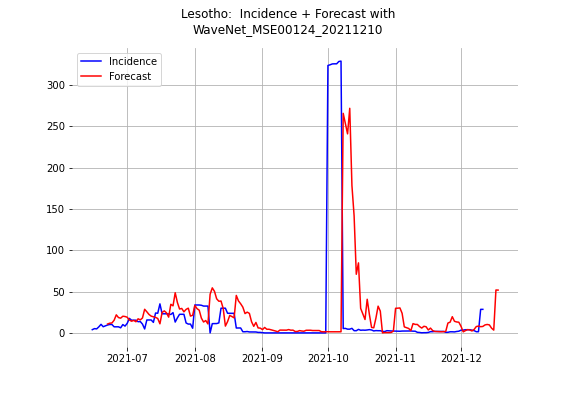 Lesotho:  Incidence + Forecast with
WaveNet_MSE00124_20211210
Incidence
Forecast
300
250
200
150
100
50
0
2021-07 2021-08 2021-09 2021-10 2021-11 2021-12